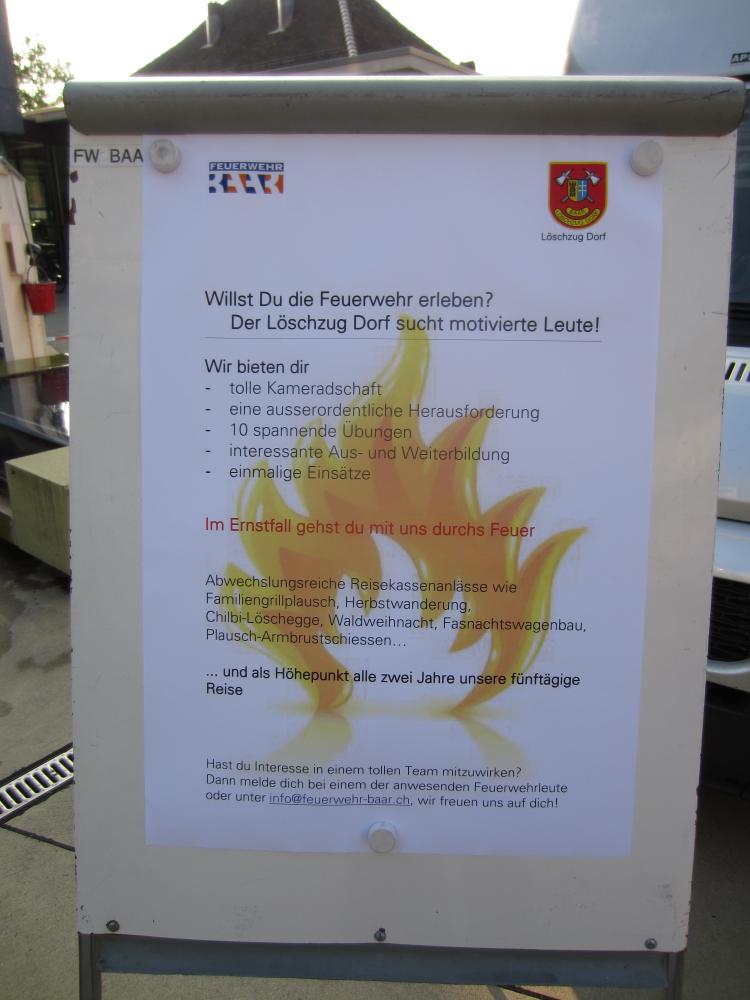 FW BAA
FEUERWEHR
BAAR
BAAR
LÖSCHZUG DORF
Löschzug Dorf
Willst Du die Feuerwehr erleben?
Der Löschzug Dorf sucht motivierte Leute!
Wir bieten dir
- tolle Kameradschaft
- eine ausserordentliche Herausforderung
- 10 spannende Übungen
- interessante Aus- und Weiterbildung
- einmalige Einsätze
Im Ernstfall gehst du mit uns durchs Feuer
Abwechslungsreiche Reisekassenanlässe wie
Familiengrillplausch, Herbstwanderung,
Chilbi-Löschegge, Waldweihnacht, Fasnachtswagenbau,
Plausch-Armbrustschiessen...
... und als Höhepunkt alle zwei Jahre unsere fünftägige
Reise
Hast du Interesse in einem tollen Team mitzuwirken?
Dann melde dich bei einem der anwesenden Feuerwehrleute
oder unter info@feuerwehr-baar.ch, wir freuen uns auf dich!